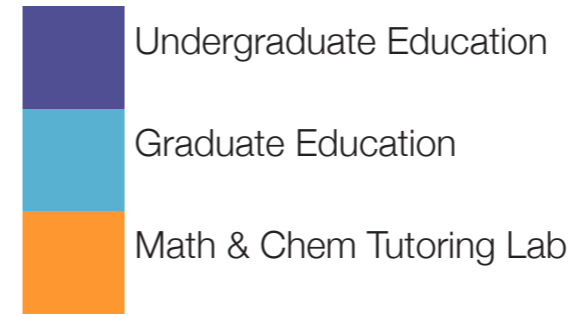 Undergraduate Education
Graduate Education
Math & Chem Tutoring Lab